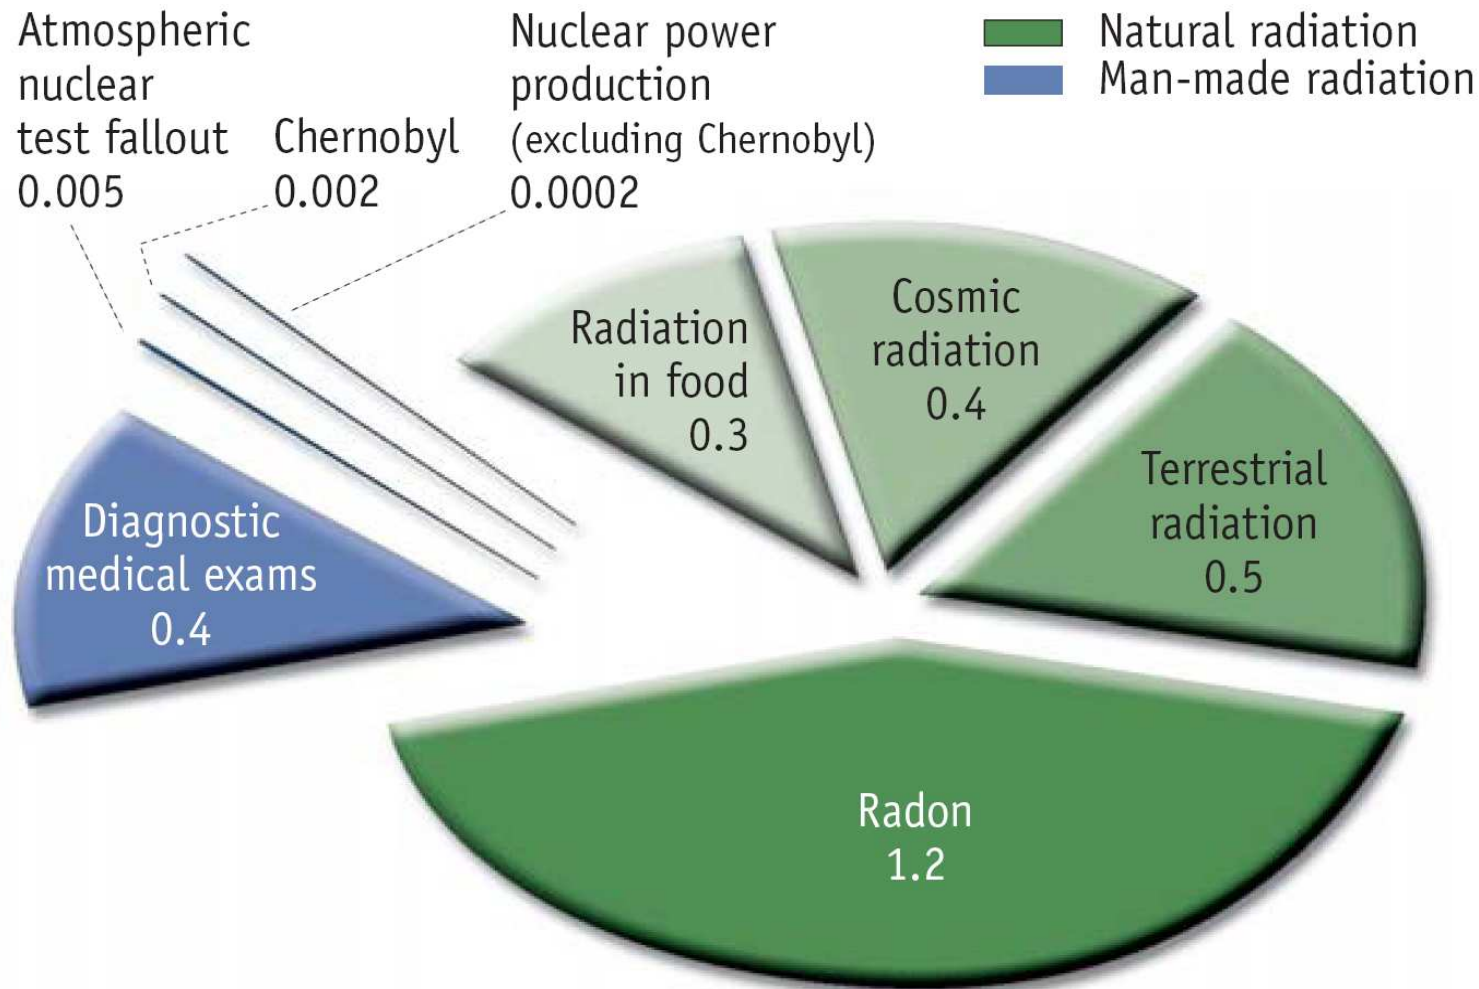 Atmospheric
nuclear
test fallout
0.005
Chernobyl
0.002
Nuclear power
production
(excluding Chernobyl)
0.0002
Natural radiation
Man-made radiation
Radiation
in food
0.3
Cosmic
radiation
0.4
Terrestrial
radiation
0.5
Diagnostic
medical exams
0.4
Radon
1.2